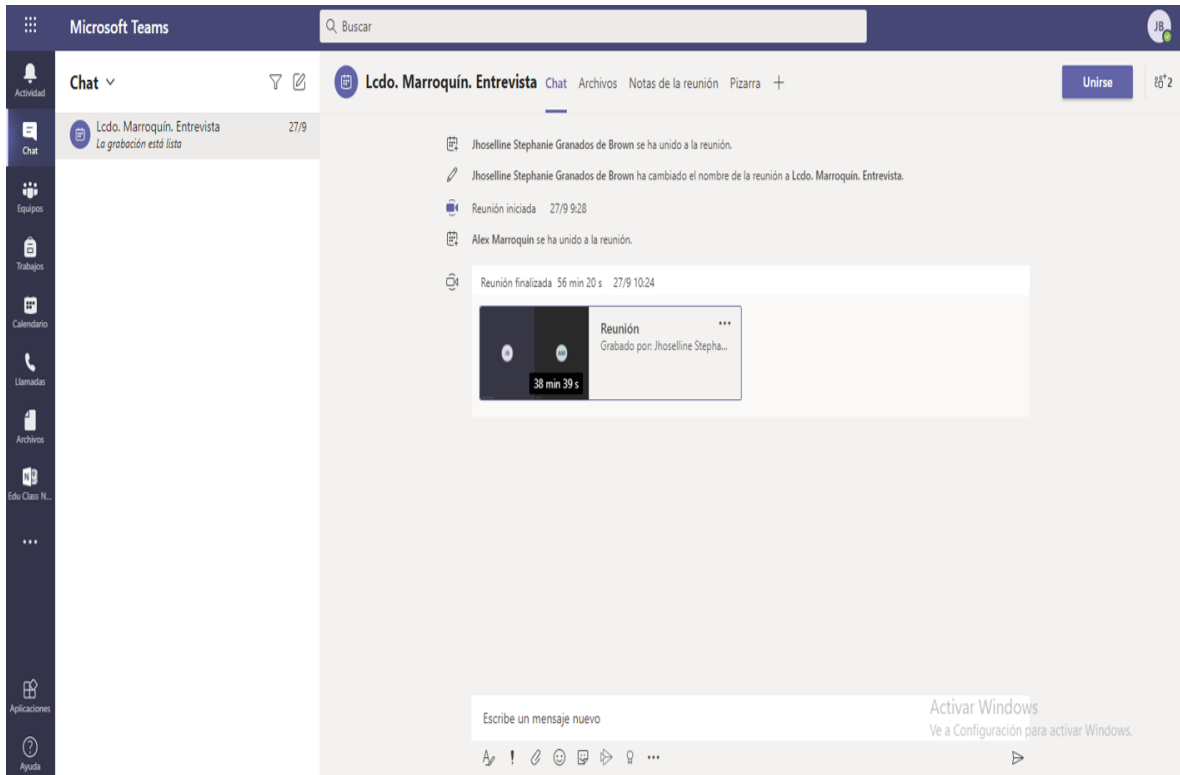 Microsoft Teams
Buscar
JB
Actividad
Chat
Equipos
Trabajos
Calendario
Llamadas
Archivos
Edu Class N...
Aplicaciones
Ayuda
Chat
Lcdo. Marroquín. Entrevista 27/9
La grabación está lista
Lcdo. Marroquín. Entrevista Chat Archivos Notas de la reunión Pizarra Unirse 2
Jhoselline Stephanie Granados de Brown se ha unido a la reunión.
Jhoselline Stephanie Granados de Brown ha cambiado el nombre de la reunión a Lcdo. Marroquín. Entrevista.
Reunión iniciada 27/9 9:28
Alex Marroquin se ha unido a la reunión.
Reunión finalizada 56 min 20 s 27/9 10:24
Reunión
Grabado por: Jhoselline Stepha...
38 min 39 s
Escribe un mensaje nuevo
Activar Windows
Ve a Configuración para activar Windows.